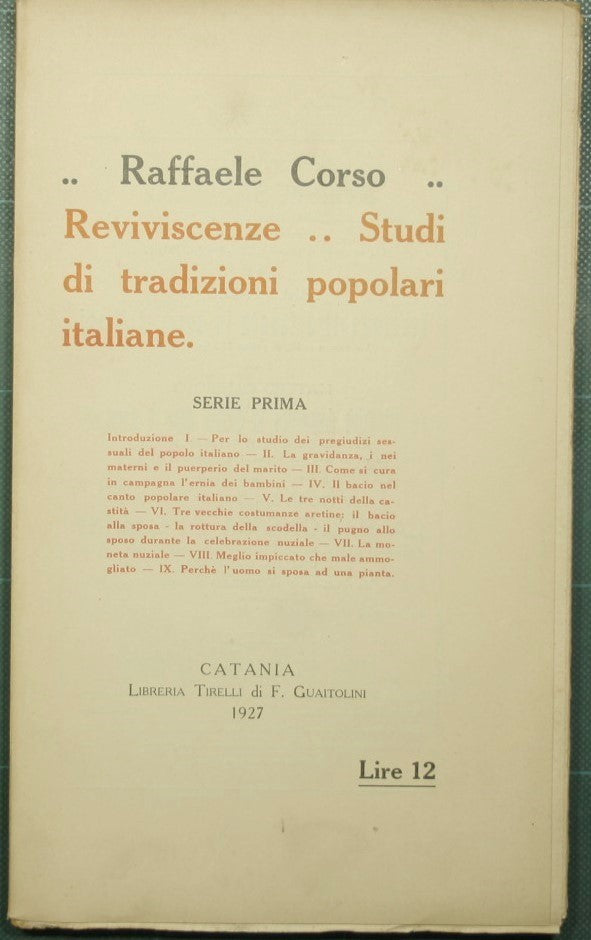 .. Raffaele Corso ..
Reviviscenze .. Studi
di tradizioni popolari
italiane.
SERIE PRIMA
Introduzione I — Per lo studio dei pregiudizi ses-
suali del popolo italiano — II. La gravidanza, i nei
materni e il puerperio del marito — III. Come si cura
in campagna l'ernia dei bambini — IV. Il bacio nel
canto popolare italiano — V. Le tre notti della ca-
stità — VI. Tre vecchie costumanze aretine; il bacio
alla sposa - la rottura della scodella - il pugno allo
sposo durante la celebrazione nuziale — VII. La mo-
neta nuziale — VIII. Meglio impiccato che male ammo-
gliato — IX. Perchè l'uomo si sposa ad una pianta.
CATANIA
LIBRERIA TIRELLI di F. GUAITOLINI
1927
Lire 12